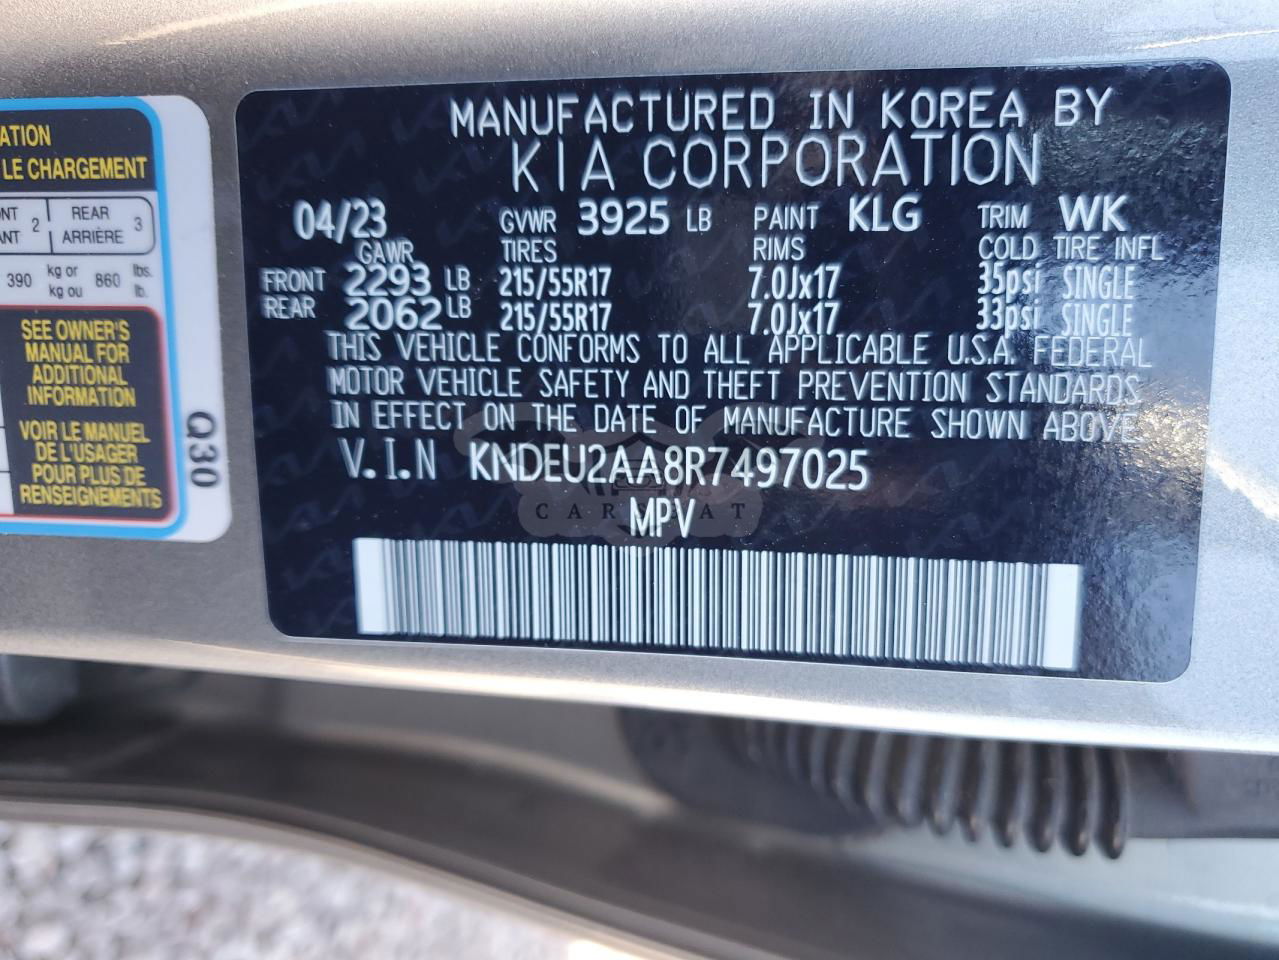 ATION
LE CHARGEMENT
2 REAR 3
ARRIÈRE
390 kg or 860 lbs.
kg ou lb.
SEE OWNER'S
MANUAL FOR
ADDITIONAL
INFORMATION
VOIR LE MANUEL
DE L'USAGER
POUR PLUS DE
RENSEIGNEMENTS
Q30
MANUFACTURED IN KOREA BY
KIA CORPORATION
04/23 GVWR 3925 LB PAINT KLG TRIM WK
GAWR TIRES RIMS COLD TIRE INFL
FRONT 2293 LB 215/55R17 7.0Jx17 35psi SINGLE
REAR 2062 LB 215/55R17 7.0Jx17 33psi SINGLE
THIS VEHICLE CONFORMS TO ALL APPLICABLE U.S.A. FEDERAL
MOTOR VEHICLE SAFETY AND THEFT PREVENTION STANDARDS
IN EFFECT ON THE DATE OF MANUFACTURE SHOWN ABOVE
V.I.N KNDEU2AA8R7497025
MPV